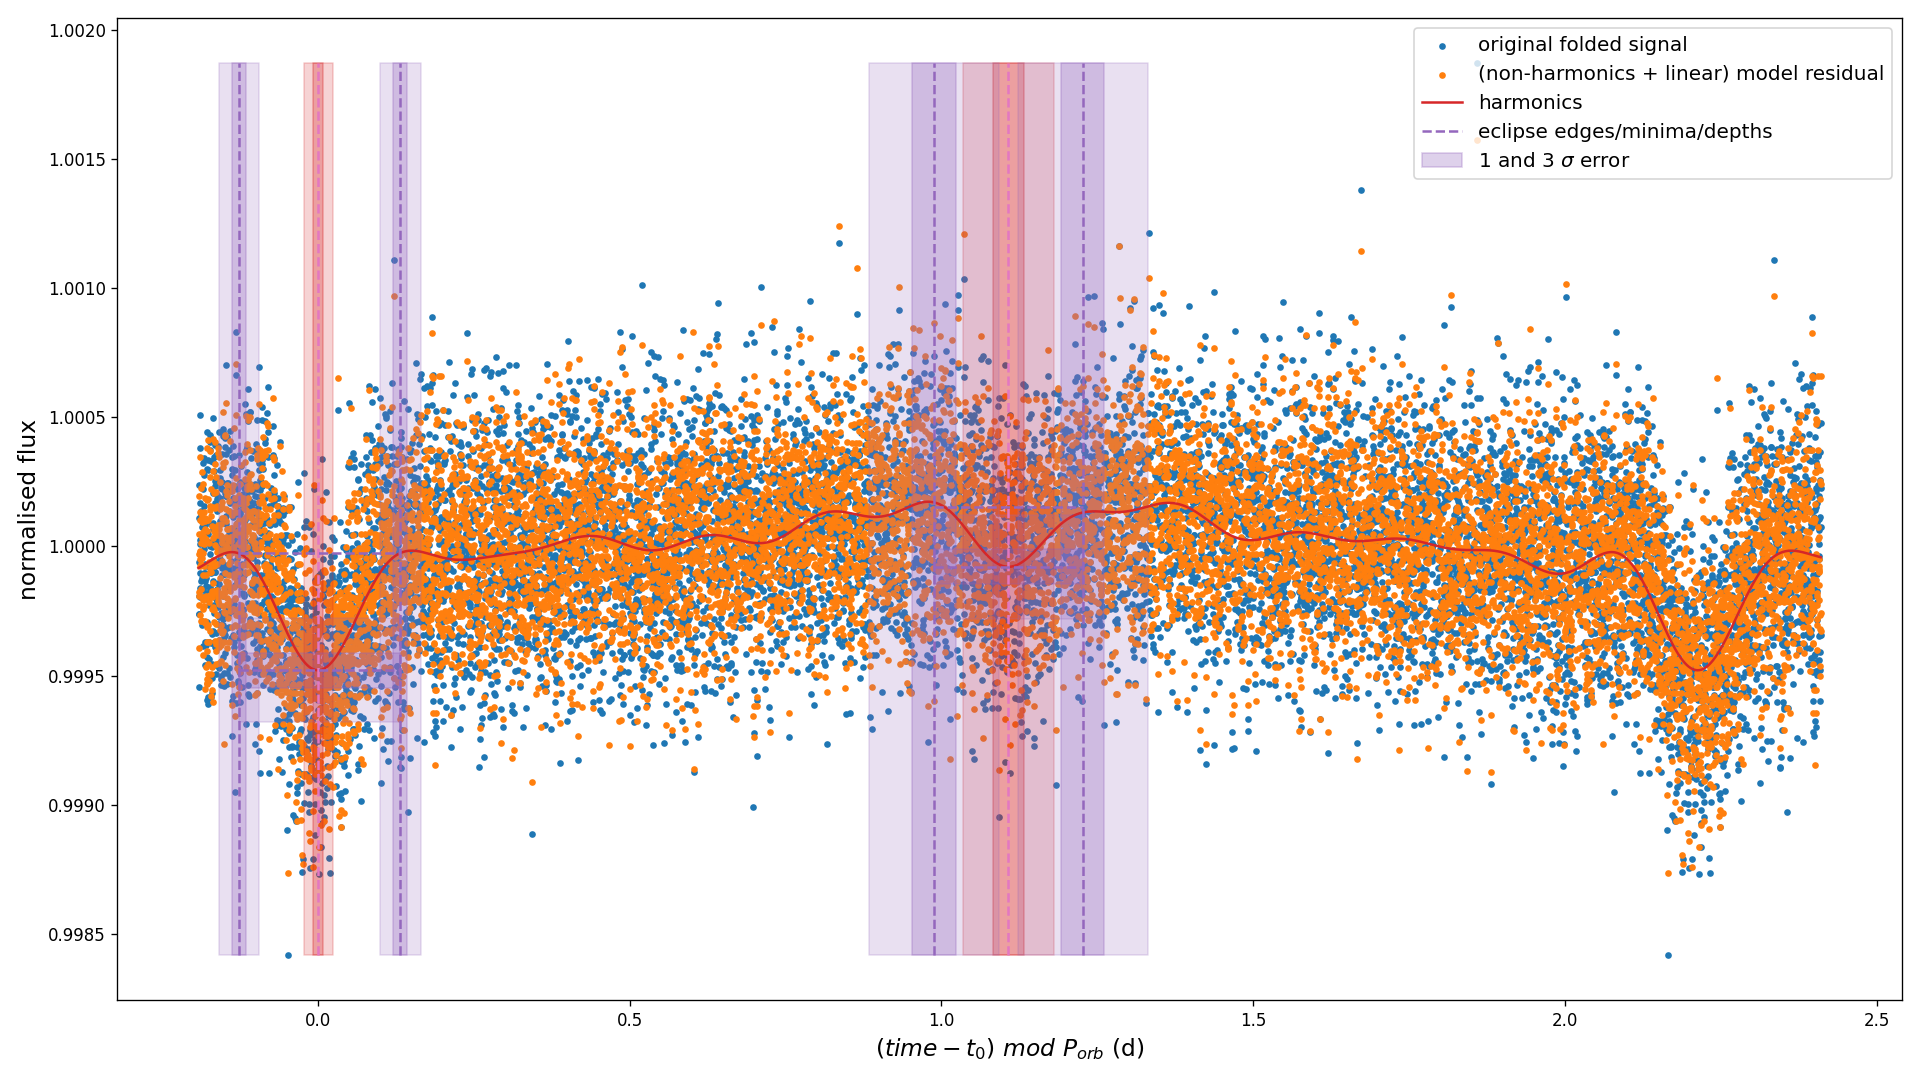 normalised flux
1.0020
1.0015
1.0010
1.0005
1.0000
0.9995
0.9990
0.9985
original folded signal
(non-harmonics + linear) model residual
harmonics
eclipse edges/minima/depths
1 and 3 σ error
0.0 0.5 1.0 1.5 2.0 2.5
(time − t₀) mod Pₒᵣb (d)